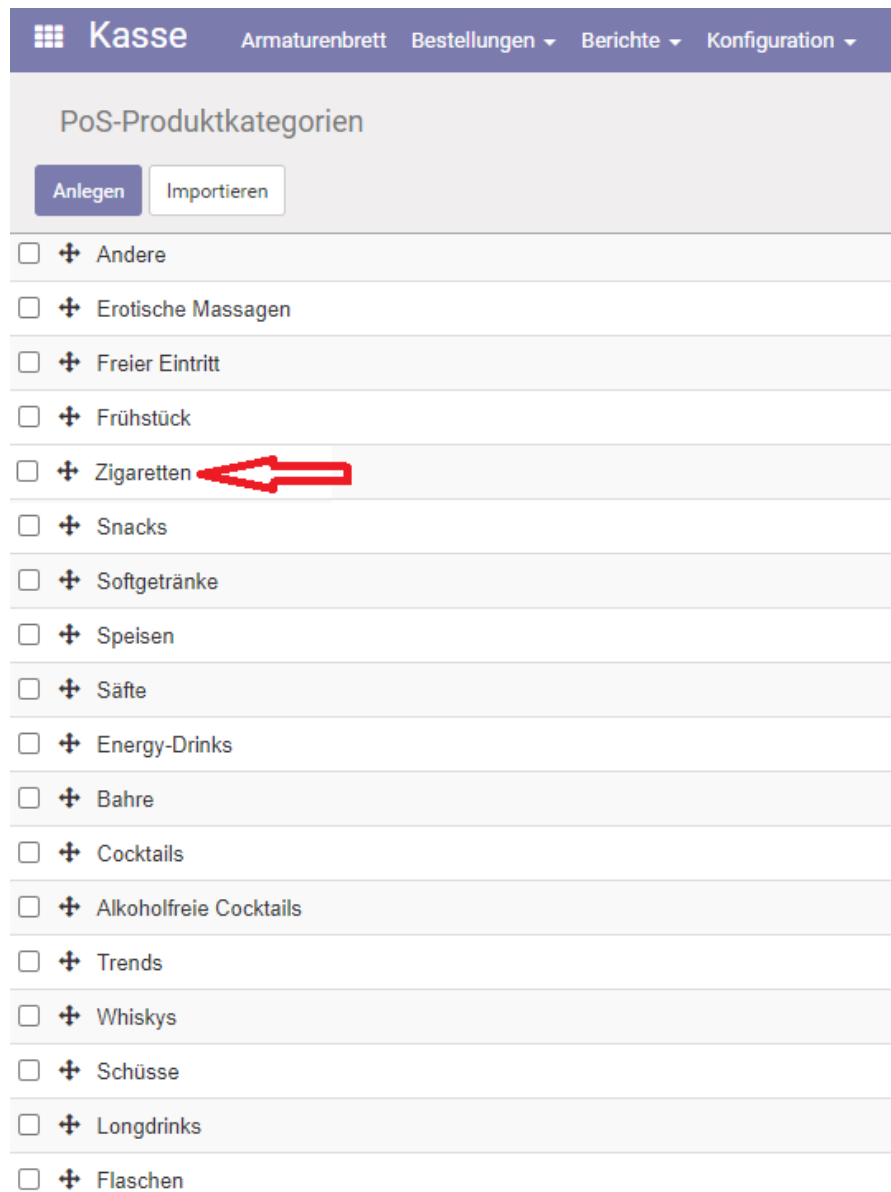 Kasse Armaturenbrett Bestellungen Berichte Konfiguration
PoS-Produktkategorien
Anlegen Importieren
Andere
Erotische Massagen
Freier Eintritt
Frühstück
Zigaretten
Snacks
Softgetränke
Speisen
Säfte
Energy-Drinks
Bahre
Cocktails
Alkoholfreie Cocktails
Trends
Whiskys
Schüsse
Longdrinks
Flaschen